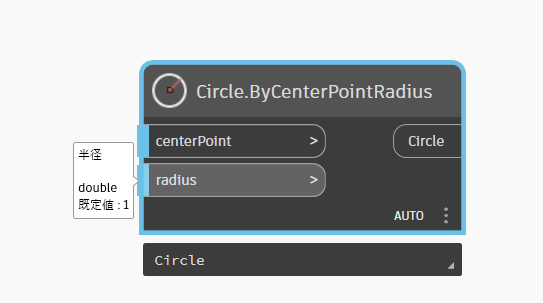 Circle.ByCenterPointRadius
centerPoint >
Circle
半径
double
既定値 : 1
radius >
AUTO
Circle